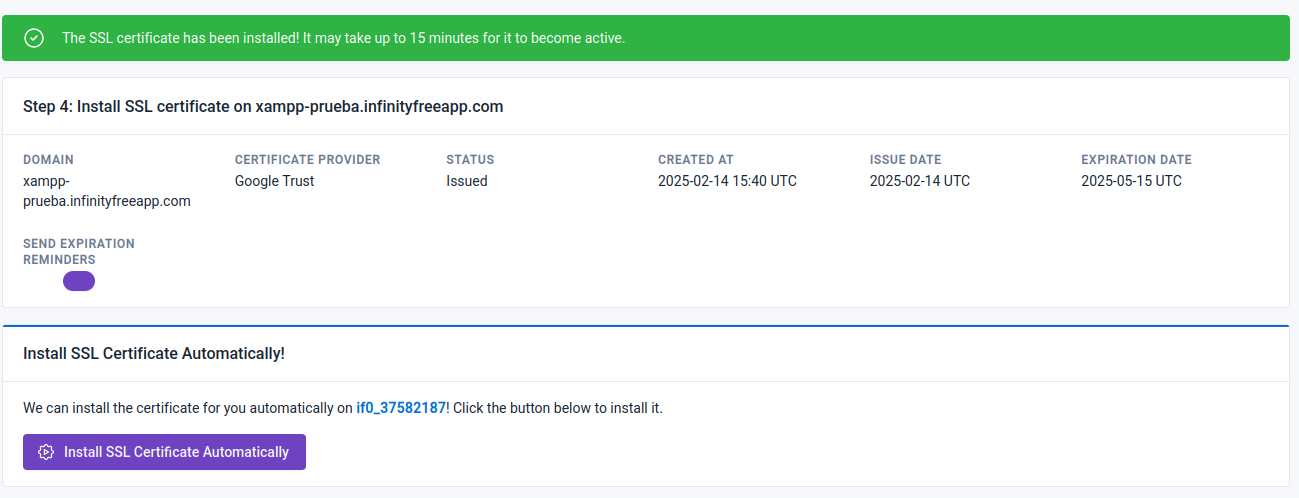 The SSL certificate has been installed! It may take up to 15 minutes for it to become active.
Step 4: Install SSL certificate on xampp-prueba.infinityfreeapp.com
DOMAIN
xampp-
prueba.infinityfreeapp.com
CERTIFICATE PROVIDER
Google Trust
STATUS
Issued
CREATED AT
2025-02-14 15:40 UTC
ISSUE DATE
2025-02-14 UTC
EXPIRATION DATE
2025-05-15 UTC
SEND EXPIRATION
REMINDERS
Install SSL Certificate Automatically!
We can install the certificate for you automatically on if0_37582187! Click the button below to install it.
Install SSL Certificate Automatically